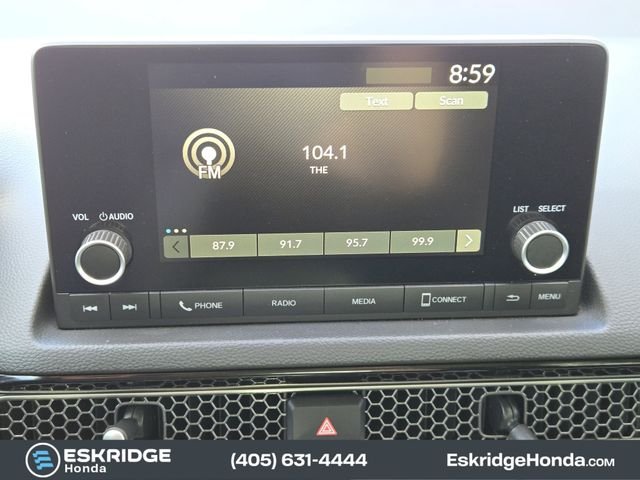 8:59
Text Scan
FM
104.1
THE
VOL AUDIO
LIST SELECT
87.9 91.7 95.7 99.9
PHONE RADIO MEDIA CONNECT MENU
ESKRIDGE (405) 631-4444 EskridgeHonda.com
Honda